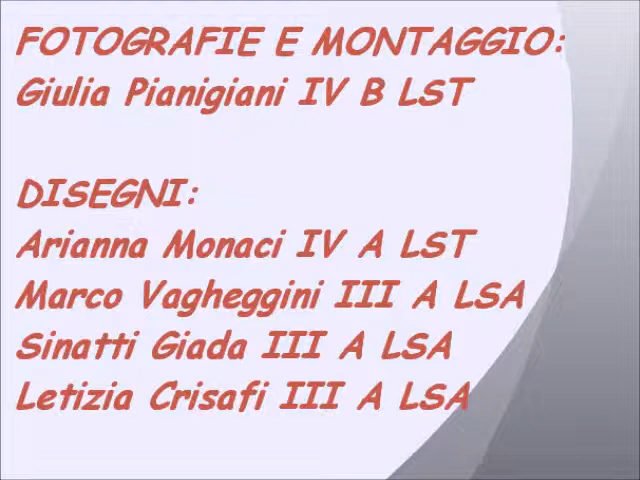 FOTOGRAFIE E MONTAGGIO:
Giulia Pianigiani IV B LST
DISEGNI:
Arianna Monaci IV A LST
Marco Vagheggini III A LSA
Sinatti Giada III A LSA
Letizia Crisafi III A LSA